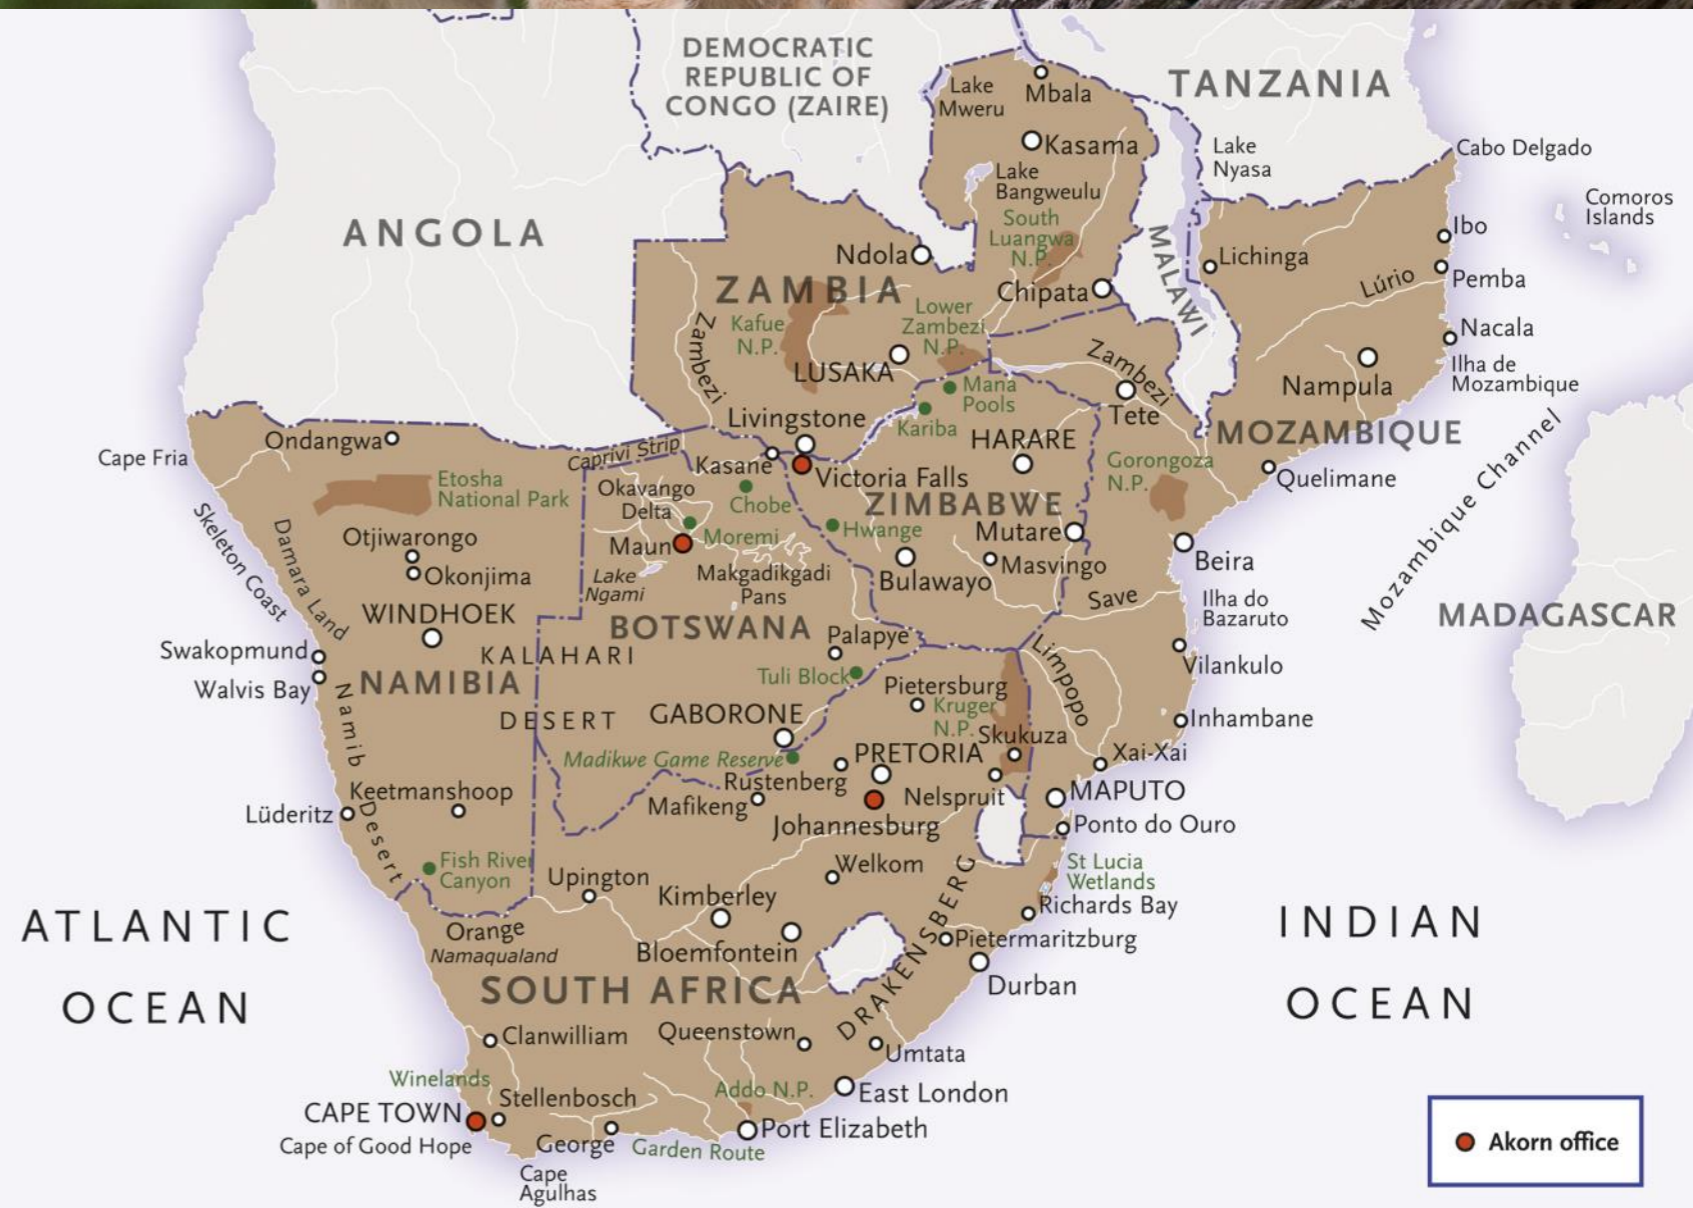 DEMOCRATIC
REPUBLIC OF
CONGO (ZAIRE)
TANZANIA
Lake
Mweru
Mbala
Kasama
Lake
Nyasa
Cabo Delgado
Lake
Bangweulu
Comoros
Islands
ANGOLA
South
Luangwa
N.P.
Ibo
MALAWI
Ndola
Lichinga
Pemba
ZAMBIA
Chipata
Lúrio
Kafue
N.P.
Lower
Zambezi
N.P.
Zambezi
Nacala
LUSAKA
Zambezi
Ilha de
Mozambique
Nampula
Mana
Pools
Tete
Livingstone
Kariba
HARARE
MOZAMBIQUE
Ondangwa
Cape Fria
Caprivi Strip
Kasane
Victoria Falls
Gorongoza
N.P.
Quelimane
Mozambique Channel
Etosha
National Park
Okavango
Delta
Chobe
ZIMBABWE
Skeleton Coast
Damara Land
Otjiwarongo
Moremi
Hwange
Mutare
Maun
Beira
Okonjima
Lake
Ngami
Makgadikgadi
Pans
Bulawayo
Masvingo
Save
Ilha do
Bazaruto
MADAGASCAR
WINDHOEK
BOTSWANA
Palapye
Swakopmund
KALAHARI
Limpopo
Vilankulo
Walvis Bay
NAMIBIA
Tuli Block
Pietersburg
Kruger
N.P.
Namib
Desert
DESERT
GABORONE
Inhambane
Skukuza
Madikwe Game Reserve
PRETORIA
Xai-Xai
Rustenberg
Keetmanshoop
Mafikeng
Nelspruit
MAPUTO
Lüderitz
Johannesburg
Ponto do Ouro
Fish River
Canyon
Welkom
St Lucia
Wetlands
Upington
Kimberley
Richards Bay
ATLANTIC
OCEAN
INDIAN
OCEAN
Orange
Namaqualand
Bloemfontein
DRAKENSBERG
Pietermaritzburg
SOUTH AFRICA
Durban
Clanwilliam
Queenstown
Umtata
Winelands
Stellenbosch
Addo N.P.
East London
CAPE TOWN
Cape of Good Hope
George
Garden Route
Port Elizabeth
Cape
Agulhas
Akorn office